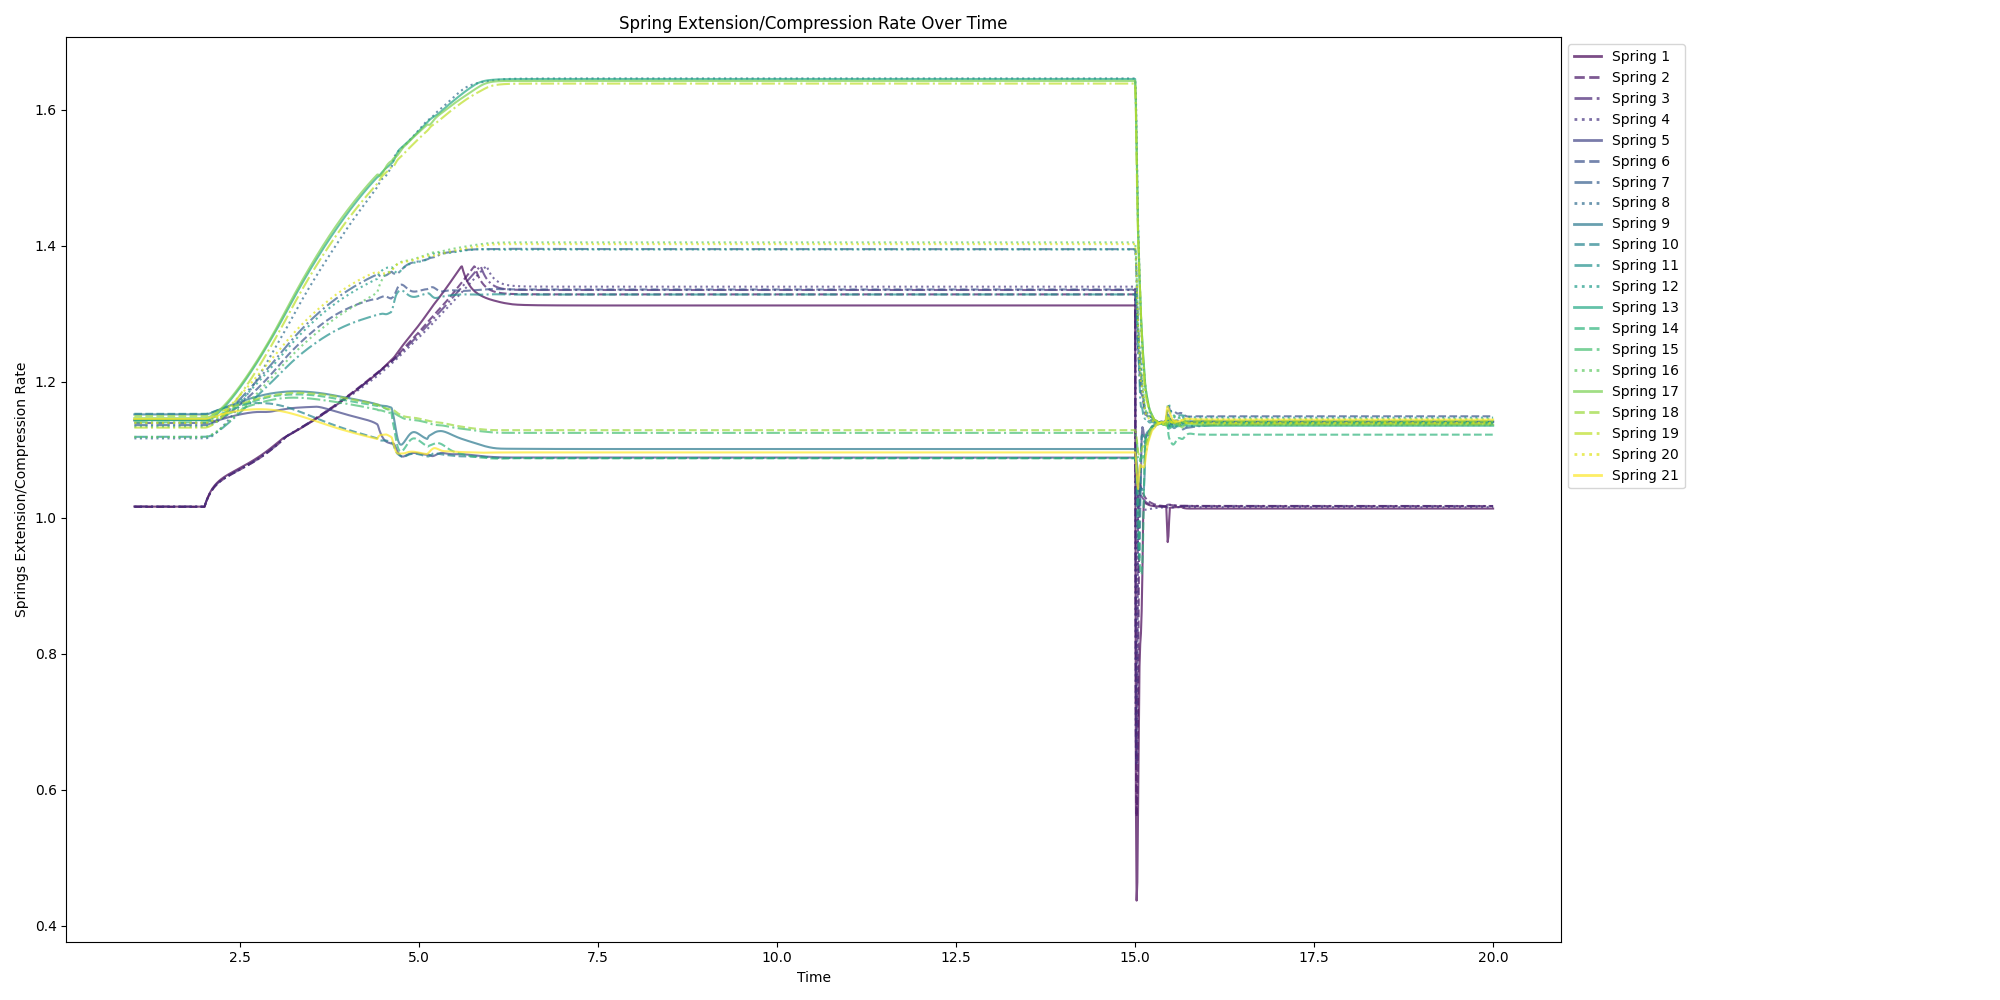 Spring Extension/Compression Rate Over Time
Springs Extension/Compression Rate
1.6
1.4
1.2
1.0
0.8
0.6
0.4
2.5
5.0
7.5
10.0
12.5
15.0
17.5
20.0
Time
Spring 1
Spring 2
Spring 3
Spring 4
Spring 5
Spring 6
Spring 7
Spring 8
Spring 9
Spring 10
Spring 11
Spring 12
Spring 13
Spring 14
Spring 15
Spring 16
Spring 17
Spring 18
Spring 19
Spring 20
Spring 21